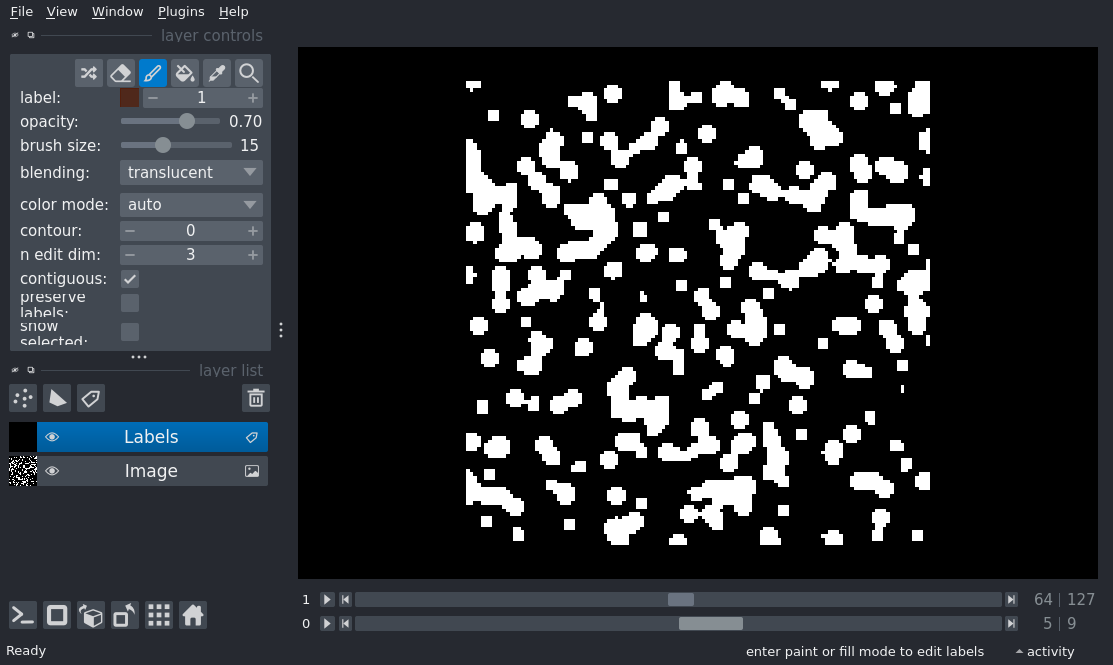 File View Window Plugins Help
layer controls
label: 1
opacity: 0.70
brush size: 15
blending: translucent
color mode: auto
contour: 0
n edit dim: 3
contiguous:
preserve
labels:
show
selected:
layer list
Labels
Image
1 64 | 127
0 5 | 9
Ready enter paint or fill mode to edit labels activity